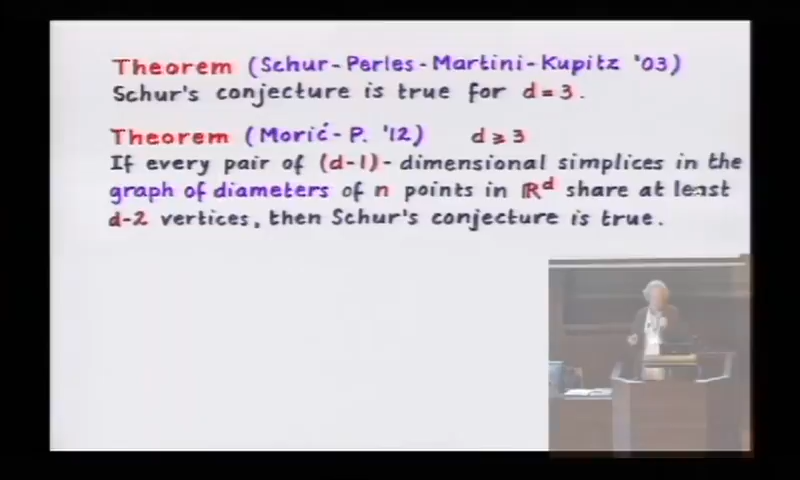 Theorem (Schur-Perles-Martini-Kupitz '03)
Schur's conjecture is true for d=3.
Theorem (Morić-P. '12) d≥3
If every pair of (d-1)-dimensional simplices in the
graph of diameters of n points in ℝᵈ share at least
d-2 vertices, then Schur's conjecture is true.